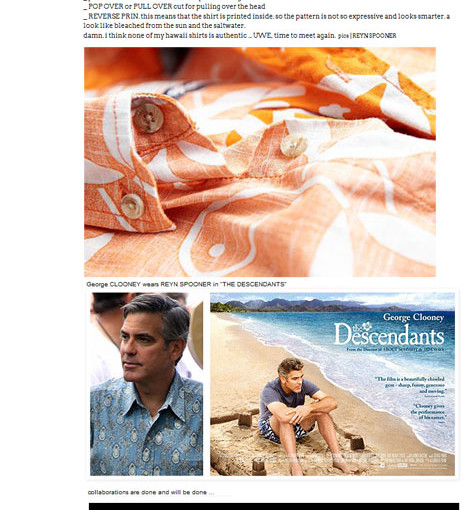 _ POP OVER or PULL OVER cut for pulling over the head
_ REVERSE PRIN. this means that the shirt is printed inside. so the pattern is not so expressive and looks smarter. a
look like bleached from the sun and the saltwater.
damn. i think none of my hawaii shirts is authentic .. UWE. time to meet again. pics | REYN SPOONER
George CLOONEY wears REYN SPOONER in "THE DESCENDANTS"
George Clooney
the
Descendants
From the Director of ABOUT SCHMIDT & SIDEWAYS
"The film is a beautifully shaded
gem - sharp, funny, generous
and moving."
"Clooney gives
the performance
of his career."
collaborations are done and will be done ...